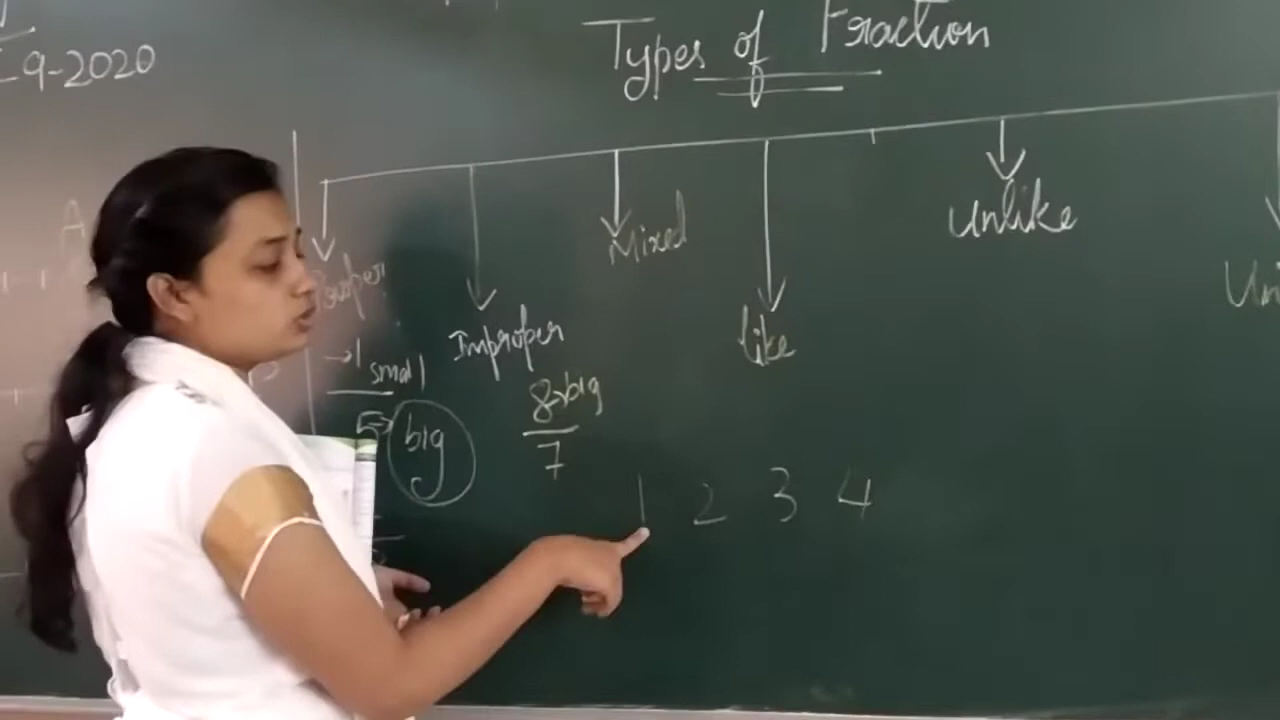 -9-2020
Types of Fraction
Proper
Improper
Mixed
like
unlike
Un
A
→1 small
5→ big
8→big
7
1 2 3 4